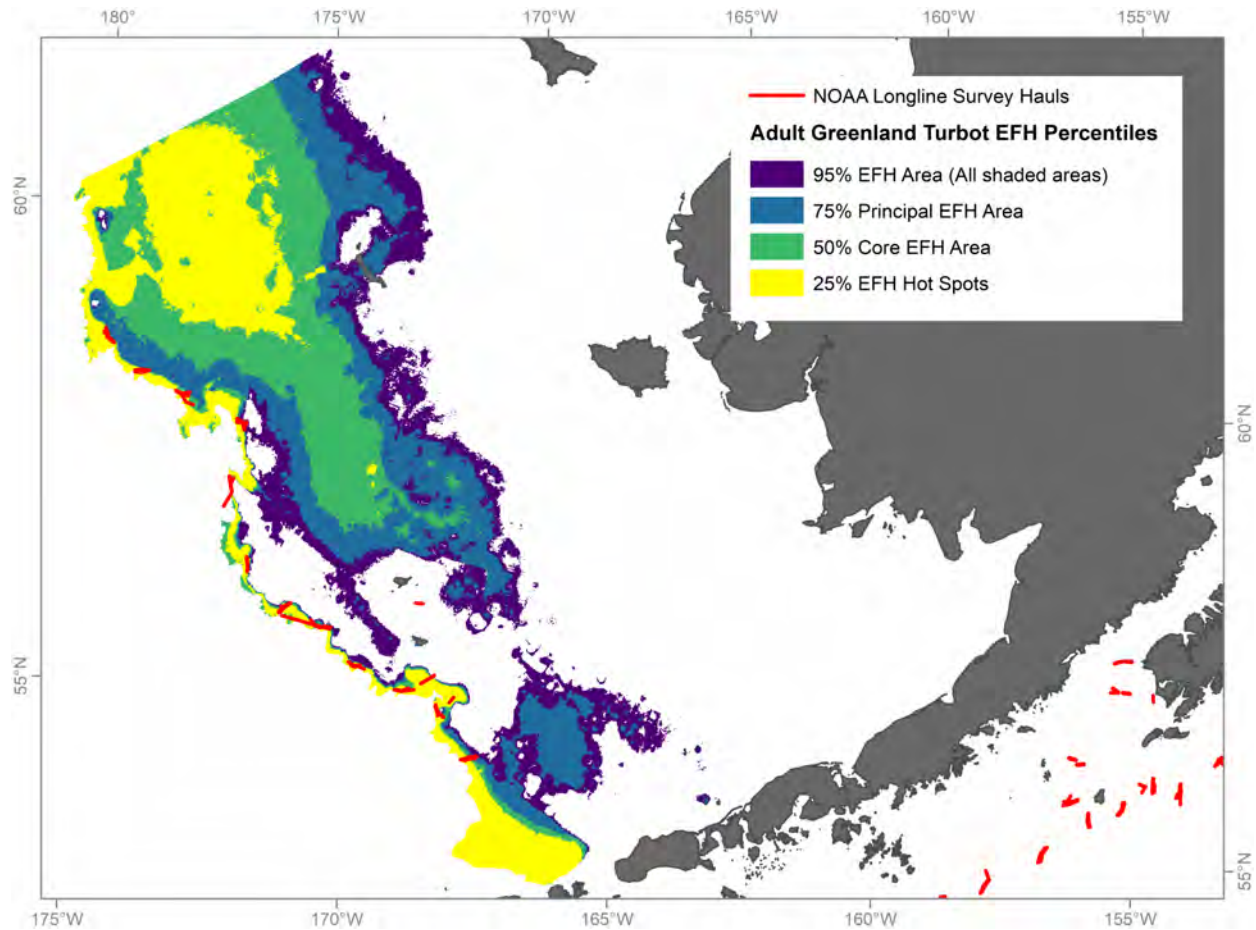 180° 175°W 170°W 165°W 160°W 155°W
NOAA Longline Survey Hauls
Adult Greenland Turbot EFH Percentiles
95% EFH Area (All shaded areas)
75% Principal EFH Area
50% Core EFH Area
25% EFH Hot Spots
60°N
60°N
55°N
55°N
175°W 170°W 165°W 160°W 155°W